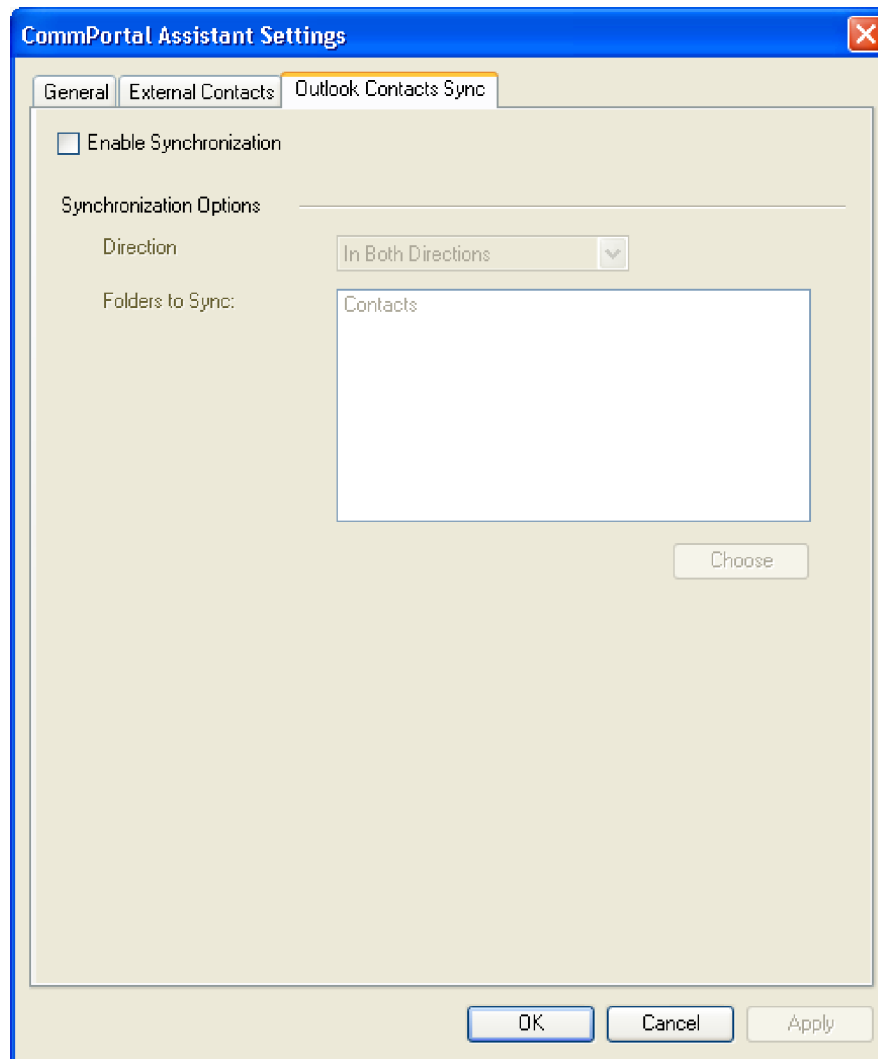 CommPortal Assistant Settings
General External Contacts Outlook Contacts Sync
Enable Synchronization
Synchronization Options
Direction In Both Directions
Folders to Sync: Contacts
Choose
OK Cancel Apply